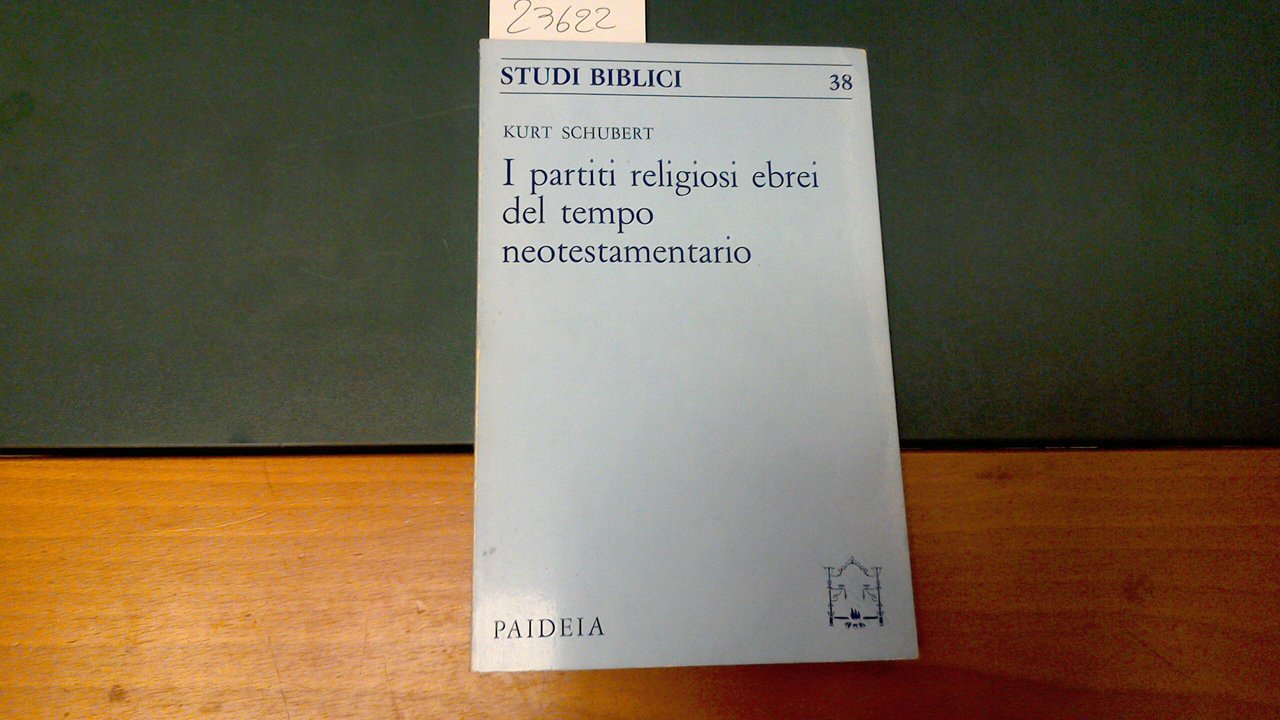 23622
STUDI BIBLICI 38
KURT SCHUBERT
I partiti religiosi ebrei
del tempo
neotestamentario
PAIDEIA